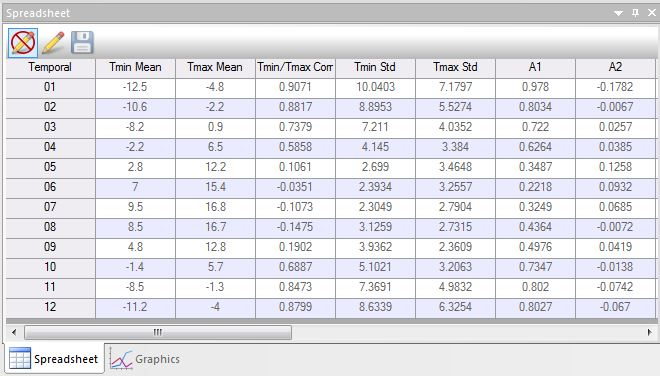 Spreadsheet
Temporal Tmin Mean Tmax Mean Tmin/Tmax Corr Tmin Std Tmax Std A1 A2
01 -12.5 -4.8 0.9071 10.0403 7.1797 0.978 -0.1782
02 -10.6 -2.2 0.8817 8.8953 5.5274 0.8034 -0.0067
03 -8.2 0.9 0.7379 7.211 4.0352 0.722 0.0257
04 -2.2 6.5 0.5858 4.145 3.384 0.6264 0.0385
05 2.8 12.2 0.1061 2.699 3.4648 0.3487 0.1258
06 7 15.4 -0.0351 2.3934 3.2557 0.2218 0.0932
07 9.5 16.8 -0.1073 2.3049 2.7904 0.3249 0.0685
08 8.5 16.7 -0.1475 3.1259 2.7315 0.4364 -0.0072
09 4.8 12.8 0.1902 3.9362 2.3609 0.4976 0.0419
10 -1.4 5.7 0.6887 5.1021 3.2063 0.7347 -0.0138
11 -8.5 -1.3 0.8473 7.3691 4.9832 0.802 -0.0742
12 -11.2 -4 0.8799 8.6339 6.3254 0.8027 -0.067
Spreadsheet Graphics